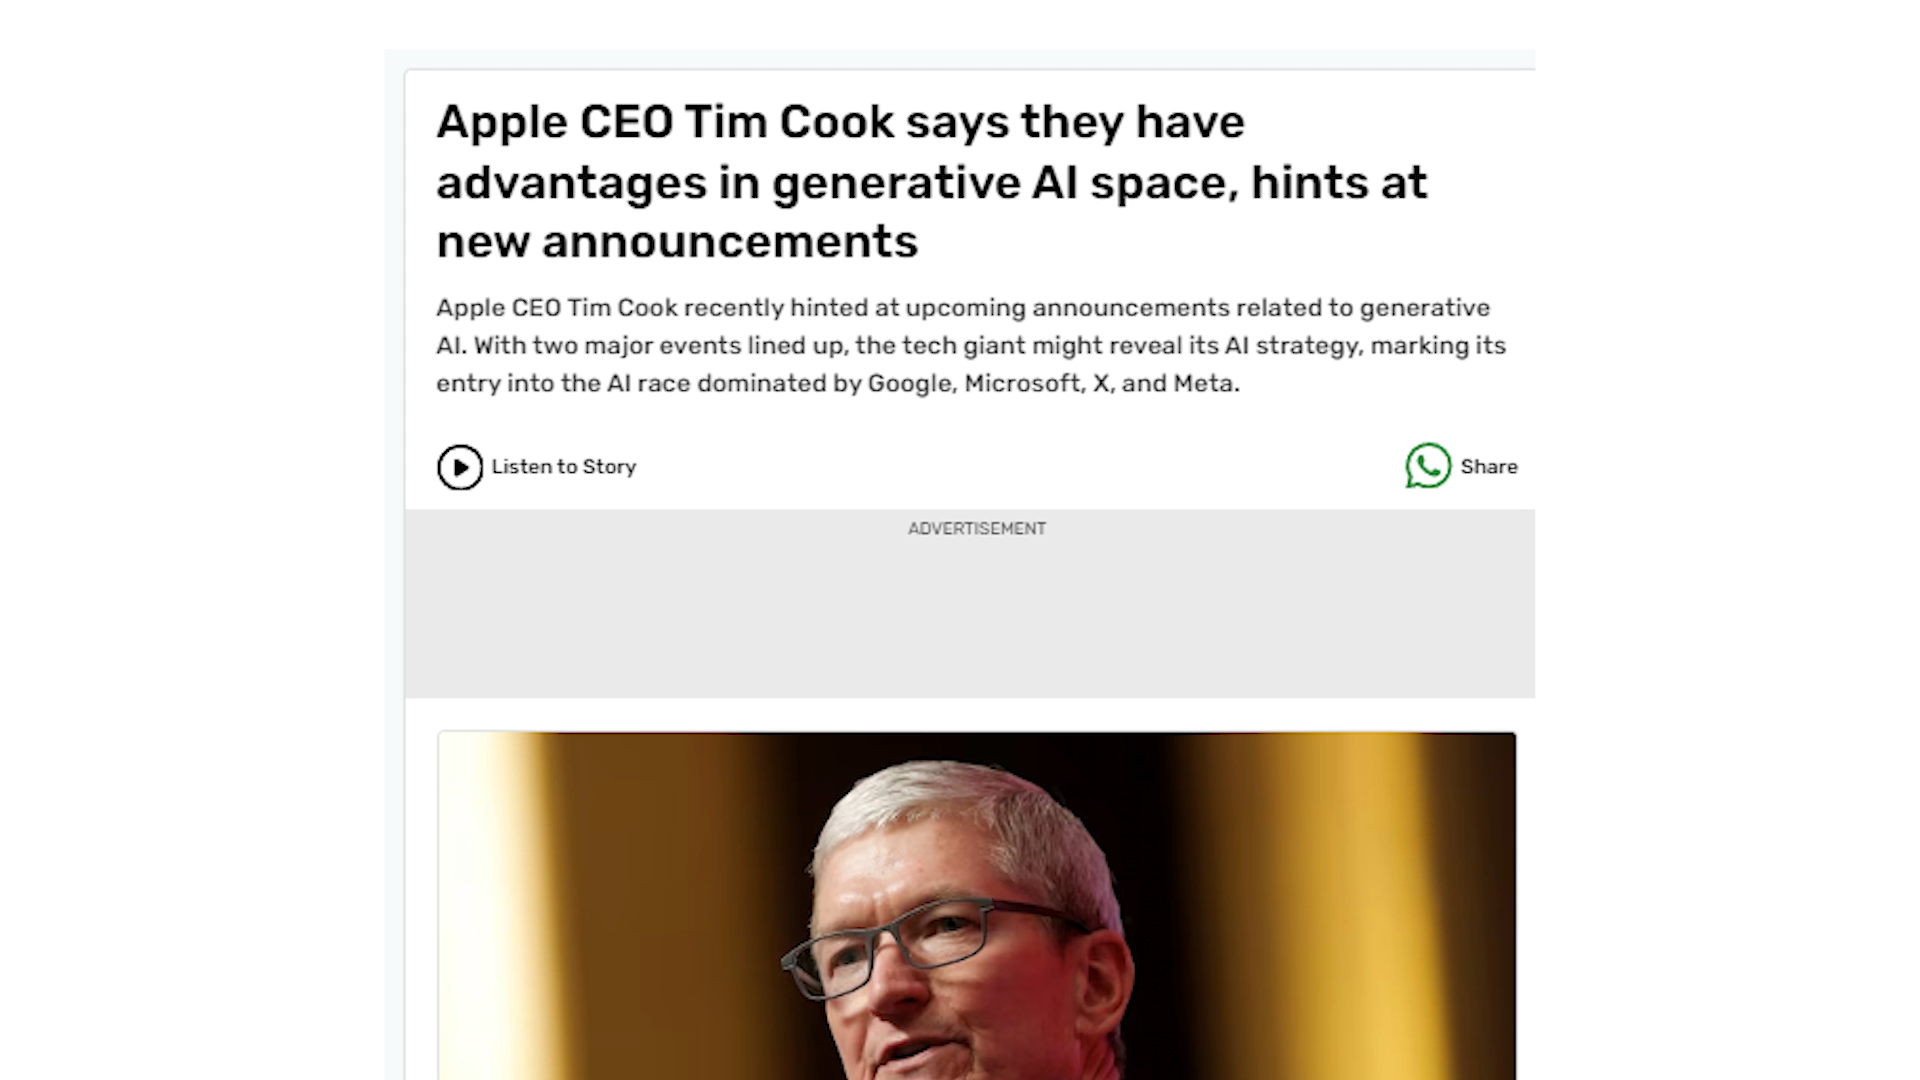 Apple CEO Tim Cook says they have
advantages in generative AI space, hints at
new announcements
Apple CEO Tim Cook recently hinted at upcoming announcements related to generative
AI. With two major events lined up, the tech giant might reveal its AI strategy, marking its
entry into the AI race dominated by Google, Microsoft, X, and Meta.
Listen to Story
Share
ADVERTISEMENT